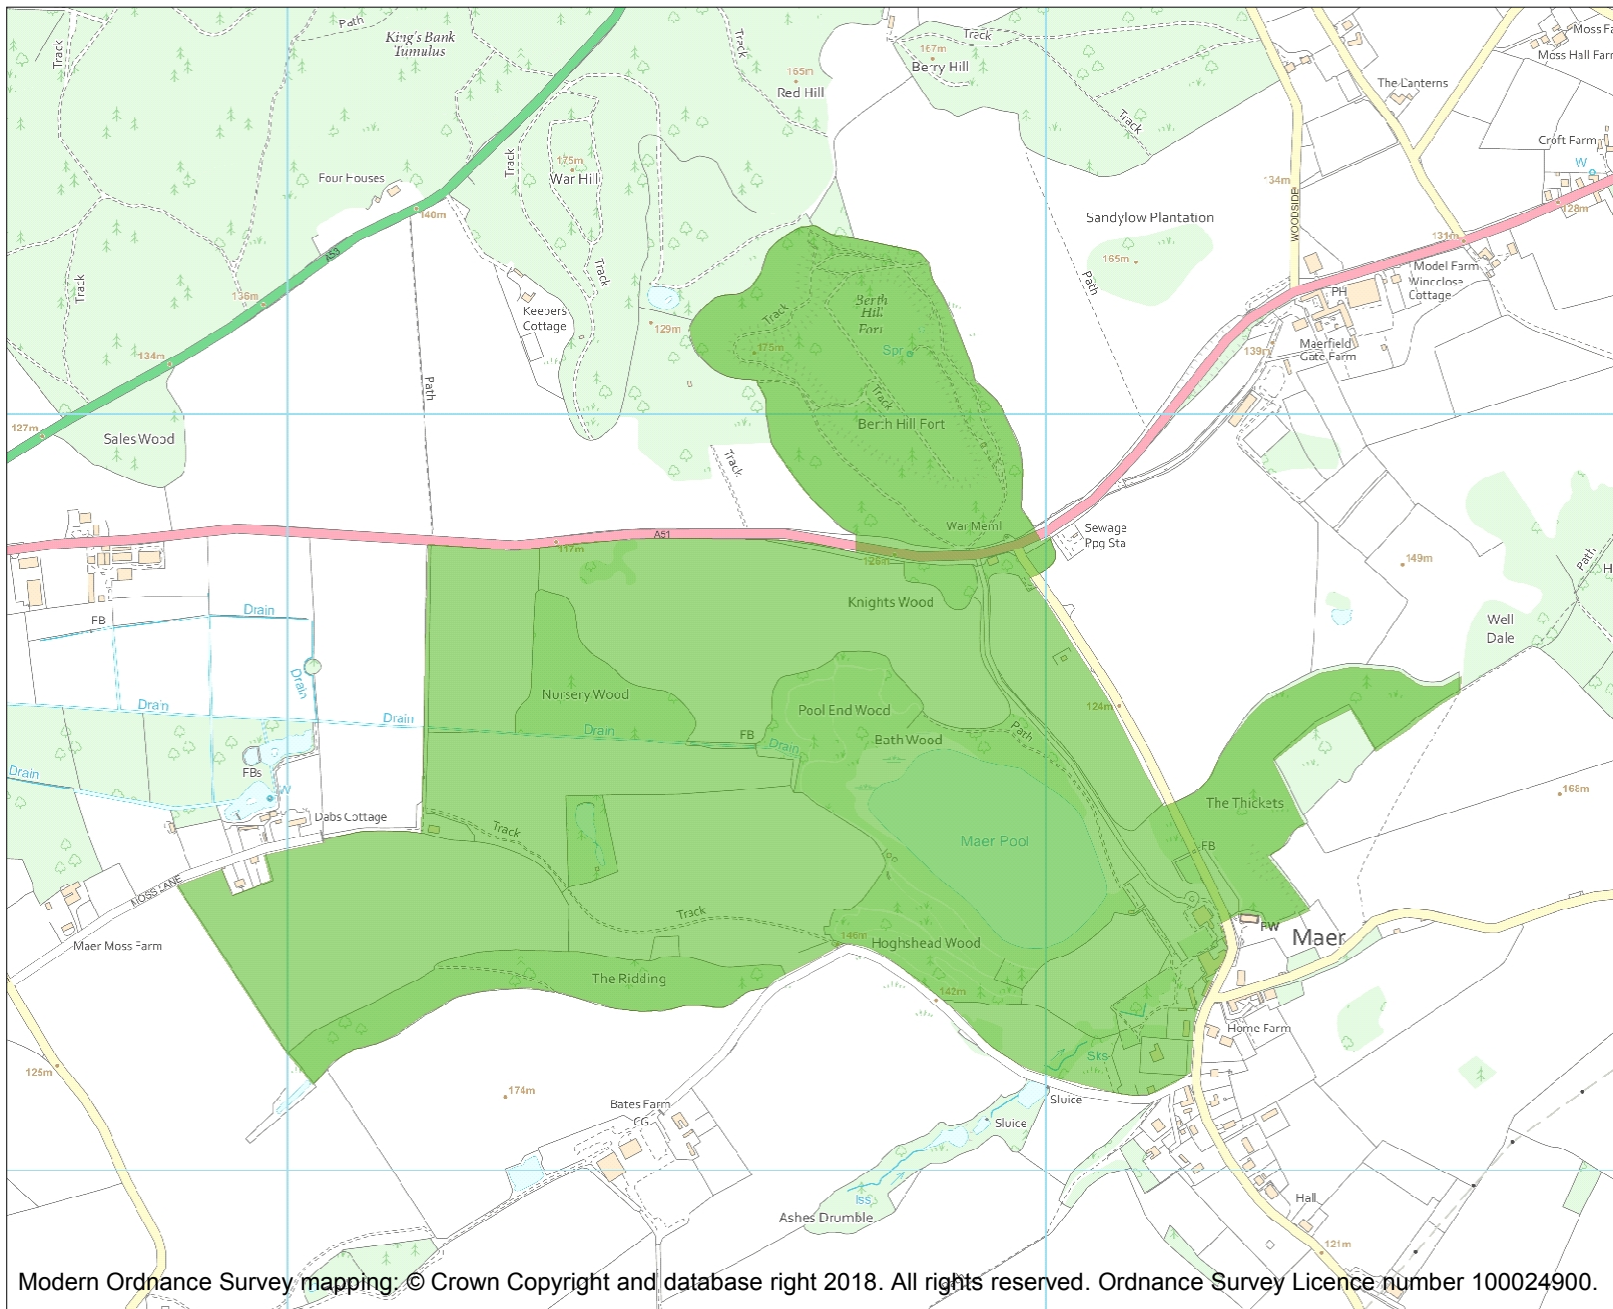 Path
King's Bank
Tumulus
Track
Track
167m
Berry Hill
Track
Moss Hall Farm
165m
Red Hill
The Lanterns
Track
Track
Croft Farm
W
Four Houses
175m
War Hill
140m
134m
WOODSIDE
128m
Sandylow Plantation
131m
A53
165m
Model Farm
Wingclose
Cottage
Track
Track
Path
136m
Keepers
Cottage
129m
Track
Berth
Hill
Fort
PH
Maerfield
Gate Farm
139m
134m
175m
Spr
Path
Track
127m
Sales Wood
Berth Hill Fort
Track
War Meml
Sewage
Ppg Sta
A51
117m
126m
149m
Path
Drain
FB
Knights Wood
Well
Dale
Drain
Nursery Wood
Drain
Drain
Drain
FB
Drain
Pool End Wood
Bath Wood
Path
124m
FBs
Drain
W
Dabs Cottage
Track
Maer Pool
The Thickets
168m
FB
MOSS LANE
Maer Moss Farm
Track
146m
Hoghshead Wood
FW
Maer
The Ridding
142m
Home Farm
125m
174m
Sks
Bates Farm
CG
Sluice
Sluice
Iss
Ashes Drumble
Hall
121m
Modern Ordnance Survey mapping: © Crown Copyright and database right 2018. All rights reserved. Ordnance Survey Licence number 100024900.